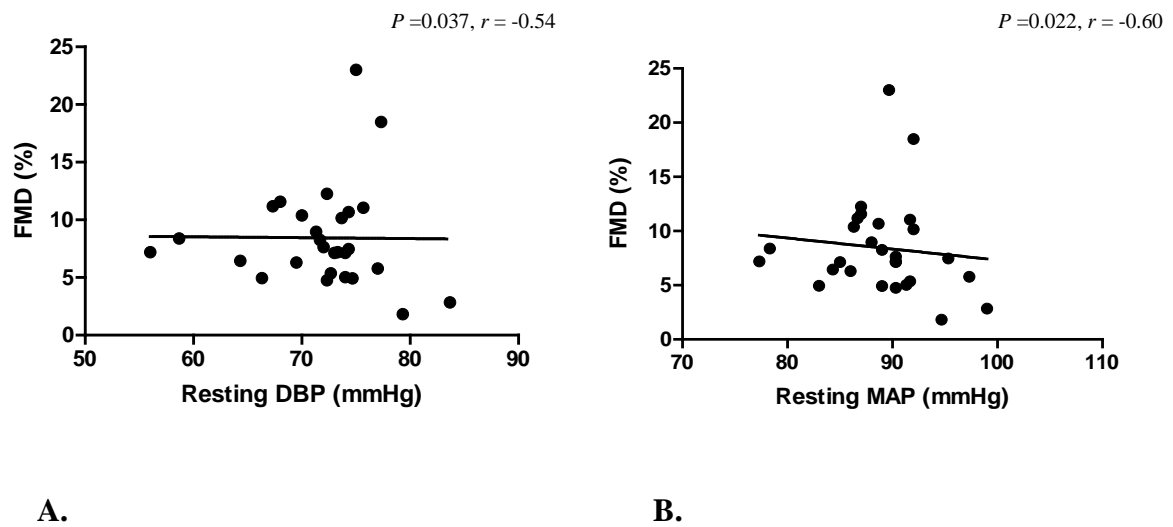 P =0.037, r = -0.54
25
20
15
10
5
0
FMD (%)
50 60 70 80 90
Resting DBP (mmHg)
A.
P =0.022, r = -0.60
25
20
15
10
5
0
FMD (%)
70 80 90 100 110
Resting MAP (mmHg)
B.